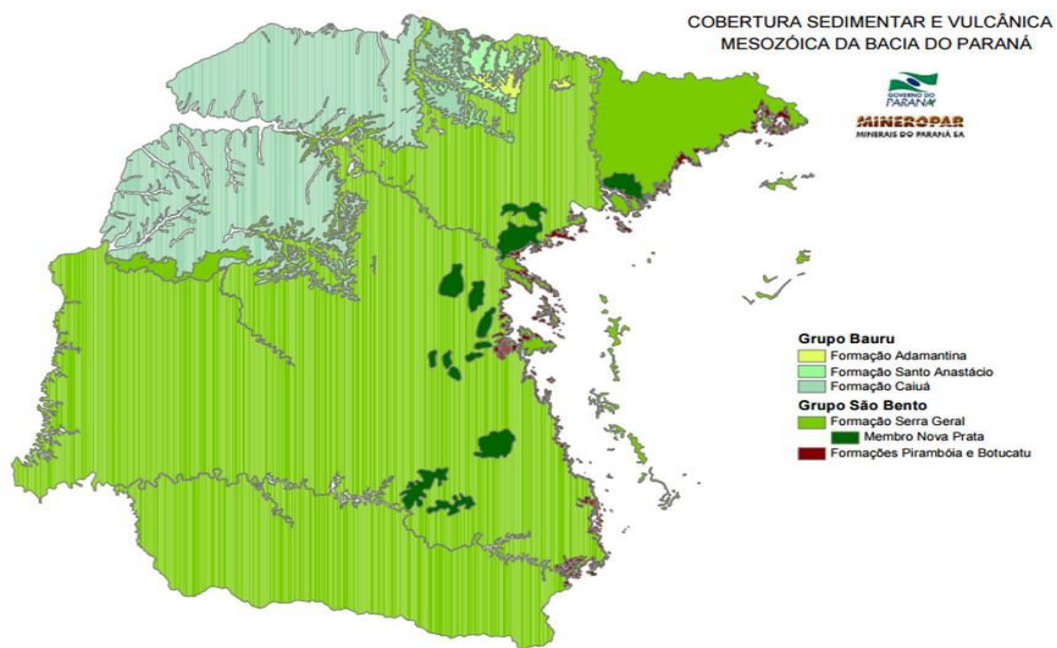 COBERTURA SEDIMENTAR E VULCÂNICA
MESOZÓICA DA BACIA DO PARANÁ
GOVERNO DO
PARANÁ
MINEROPAR
MINERAIS DO PARANÁ SA
Grupo Bauru
Formação Adamantina
Formação Santo Anastácio
Formação Caiuá
Grupo São Bento
Formação Serra Geral
Membro Nova Prata
Formações Pirambóia e Botucatu